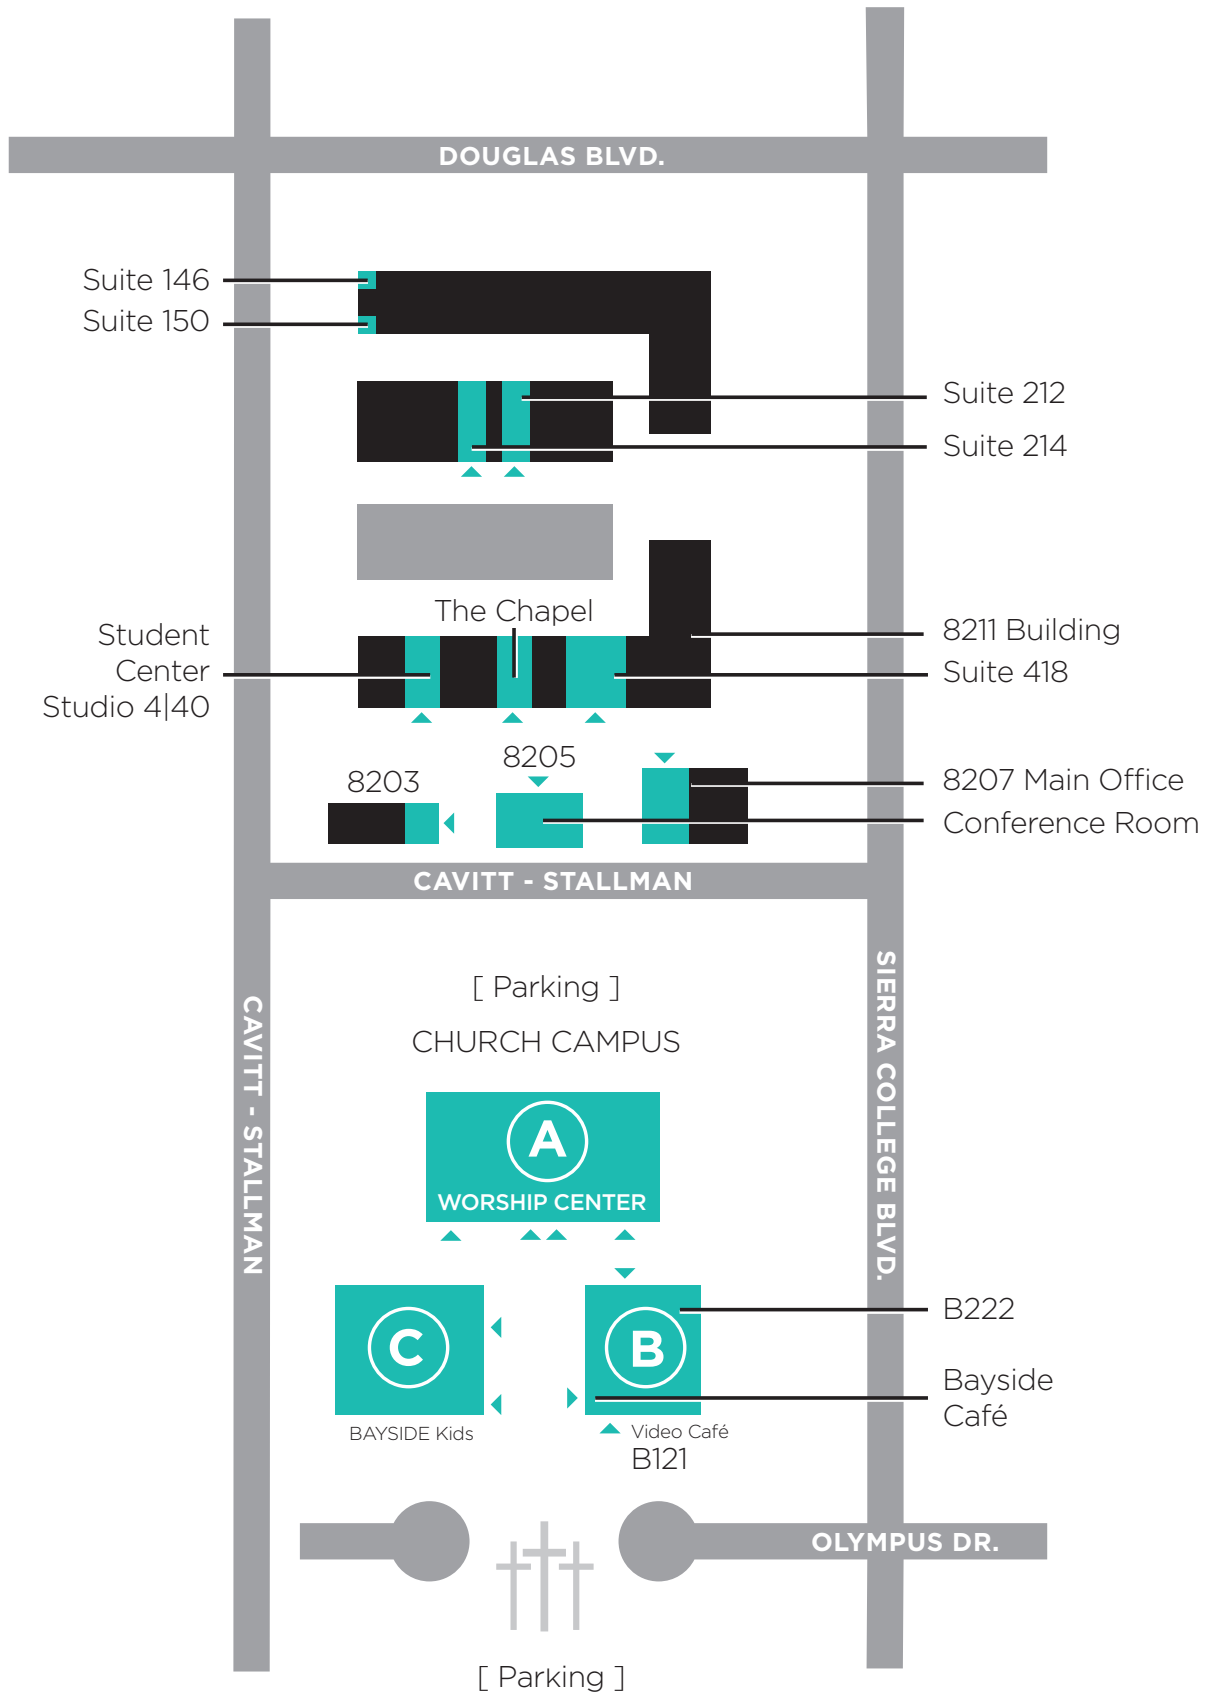 DOUGLAS BLVD.
Suite 146
Suite 150
Suite 212
Suite 214
The Chapel
Student
Center
Studio 4|40
8211 Building
Suite 418
8205
8203
8207 Main Office
Conference Room
CAVITT - STALLMAN
[ Parking ]
CHURCH CAMPUS
CAVITT - STALLMAN
SIERRA COLLEGE BLVD.
A
WORSHIP CENTER
C
B
B222
Bayside
Café
BAYSIDE Kids
Video Café
B121
OLYMPUS DR.
[ Parking ]